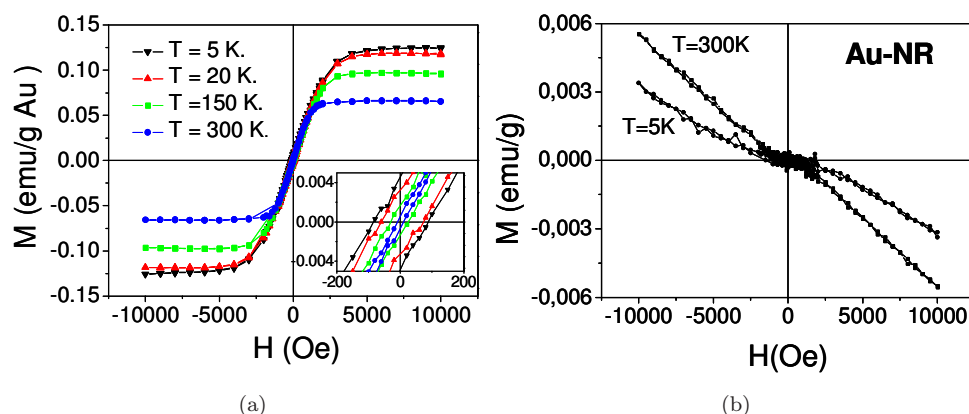 0.15
0.10
0.05
0.00
-0.05
-0.10
-0.15
M (emu/g Au )
T = 5 K.
T = 20 K.
T =150 K.
T = 300 K.
0.004
0.000
-0.004
-200
0
200
-10000
-5000
0
5000
10000
H (Oe)
(a)
0,006
0,003
0,000
-0,003
-0,006
M (emu/g)
T=300K
T=5K
Au-NR
-10000
-5000
0
5000
10000
H(Oe)
(b)